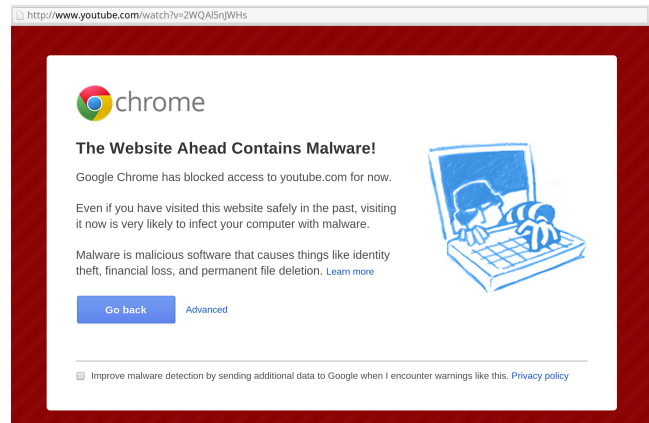 http://www.youtube.com/watch?v=2WQAl5nJWHs
chrome
The Website Ahead Contains Malware!
Google Chrome has blocked access to youtube.com for now.
Even if you have visited this website safely in the past, visiting
it now is very likely to infect your computer with malware.
Malware is malicious software that causes things like identity
theft, financial loss, and permanent file deletion. Learn more
Go back Advanced
Improve malware detection by sending additional data to Google when I encounter warnings like this. Privacy policy